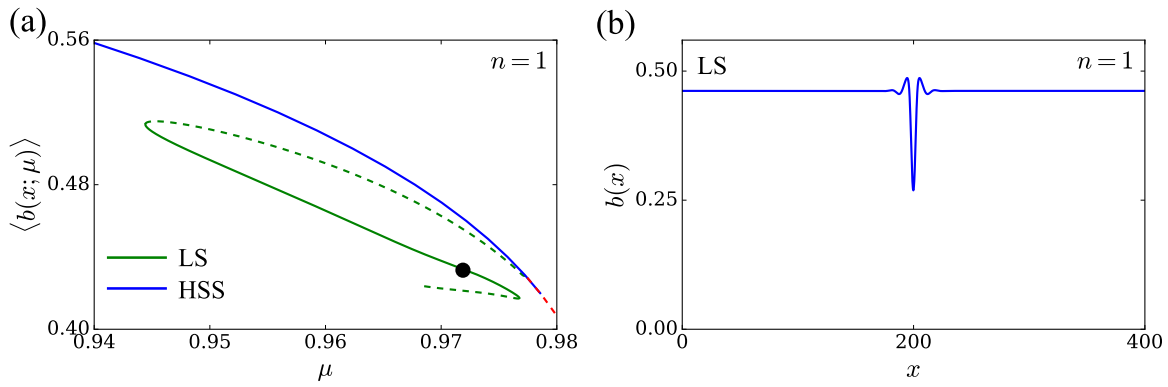 (a)
0.56
n = 1
⟨b(x; μ)⟩
0.48
LS
HSS
0.40
0.94
0.95
0.96
0.97
0.98
μ
(b)
LS
n = 1
0.50
b(x)
0.25
0.00
0
200
400
x